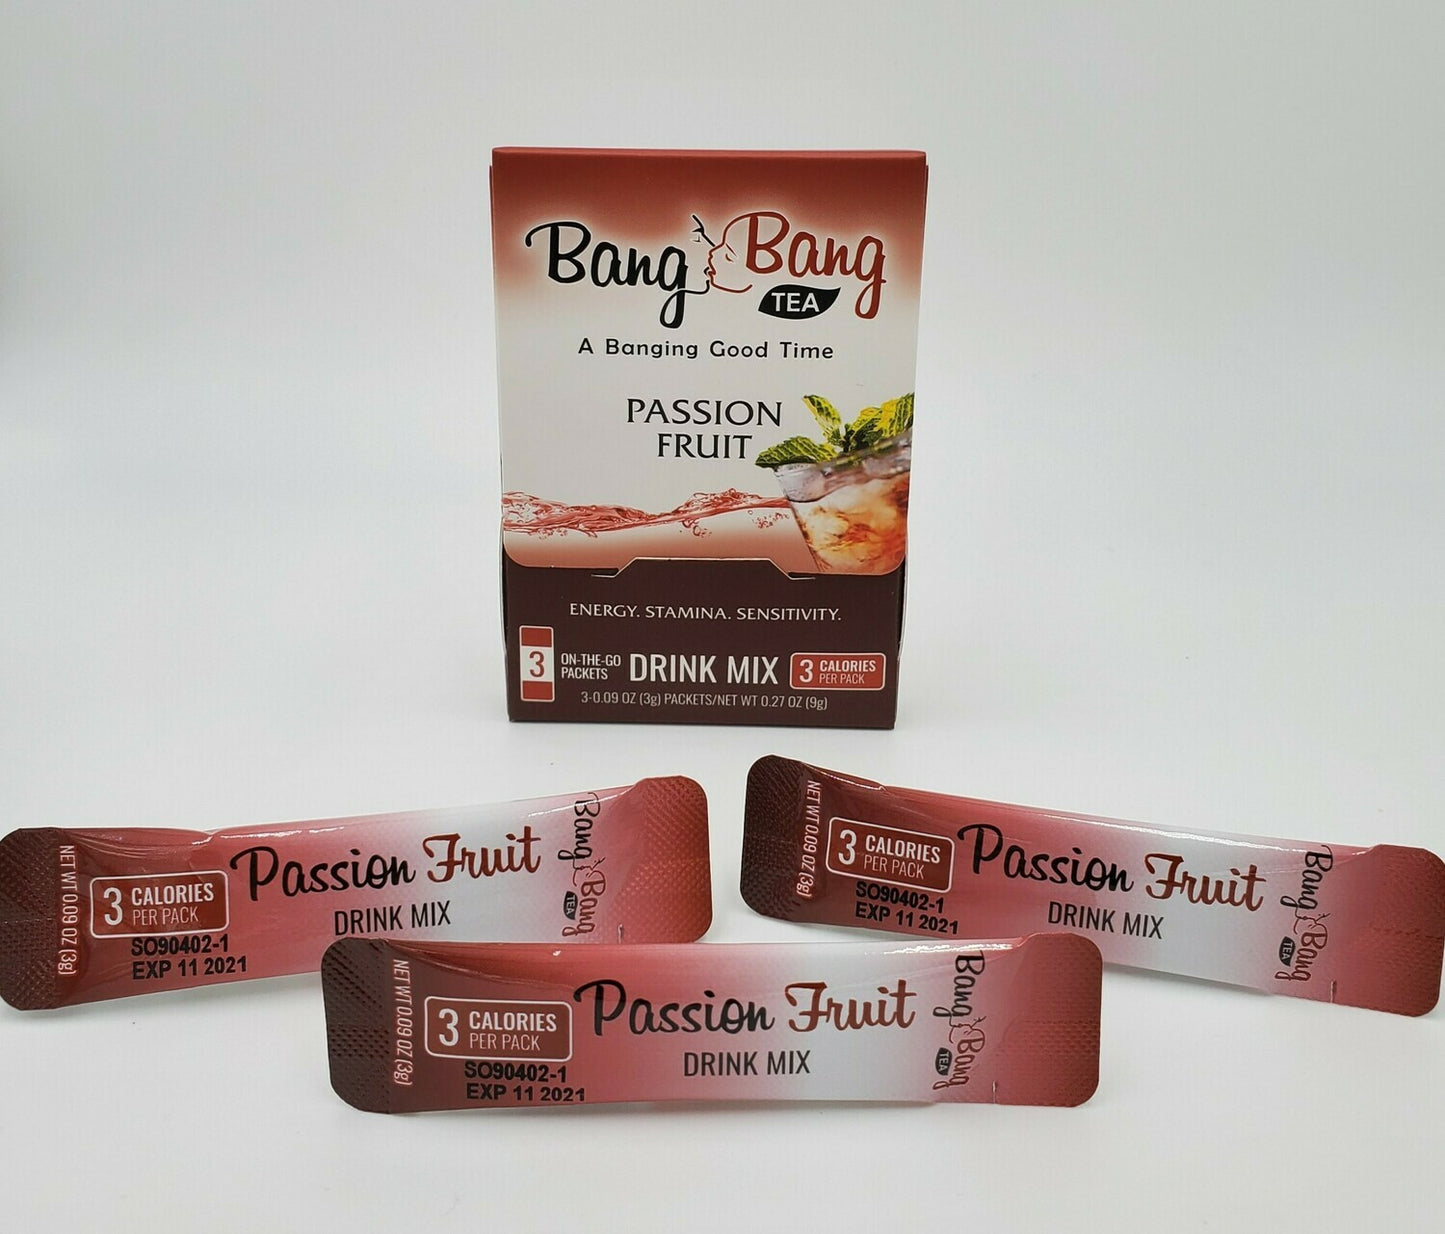 Bang Bang
TEA
A Banging Good Time
PASSION
FRUIT
ENERGY. STAMINA. SENSITIVITY.
3
ON-THE-GO
PACKETS
DRINK MIX
3
CALORIES
PER PACK
3-0.09 OZ (3g) PACKETS/NET WT 0.27 OZ (9g)
NET WT 0.09 OZ (3g)
3
CALORIES
PER PACK
SO90402-1
EXP 11 2021
Passion Fruit
DRINK MIX
Bang Bang
TEA
NET WT 0.09 OZ (3g)
3
CALORIES
PER PACK
SO90402-1
EXP 11 2021
Passion Fruit
DRINK MIX
Bang Bang
TEA
NET WT 0.09 OZ (3g)
3
CALORIES
PER PACK
SO90402-1
EXP 11 2021
Passion Fruit
DRINK MIX
Bang Bang
TEA